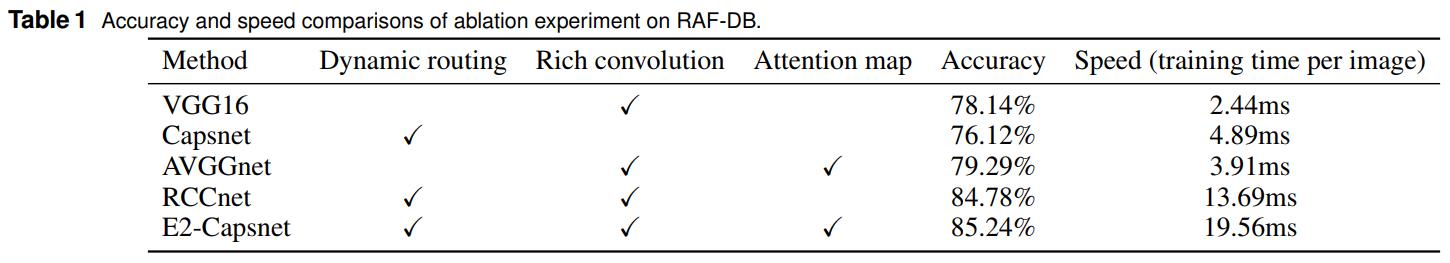 Table 1 Accuracy and speed comparisons of ablation experiment on RAF-DB.
Method Dynamic routing Rich convolution Attention map Accuracy Speed (training time per image)
VGG16 ✓ 78.14% 2.44ms
Capsnet ✓ 76.12% 4.89ms
AVGGnet ✓ ✓ 79.29% 3.91ms
RCCnet ✓ ✓ 84.78% 13.69ms
E2-Capsnet ✓ ✓ ✓ 85.24% 19.56ms